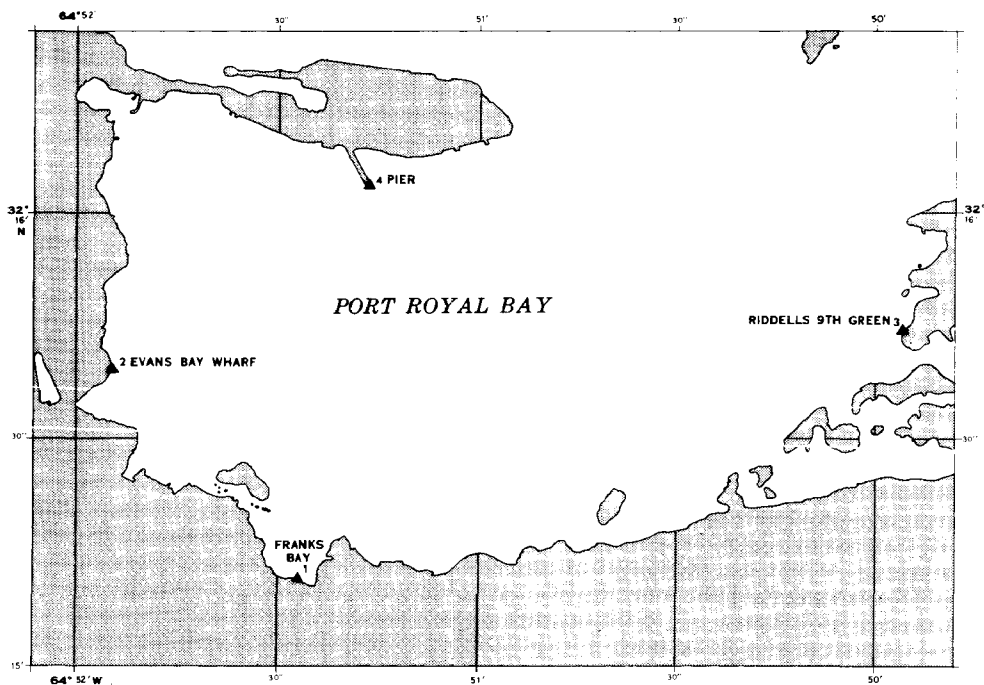 64°52' 30" 51' 30" 50'
4 PIER
32° 32°
16' 16'
N
PORT ROYAL BAY
RIDDELLS 9TH GREEN 3
2 EVANS BAY WHARF
30" 30"
FRANKS
BAY 1
15' 15'
64°52' W 30" 51' 30" 50'